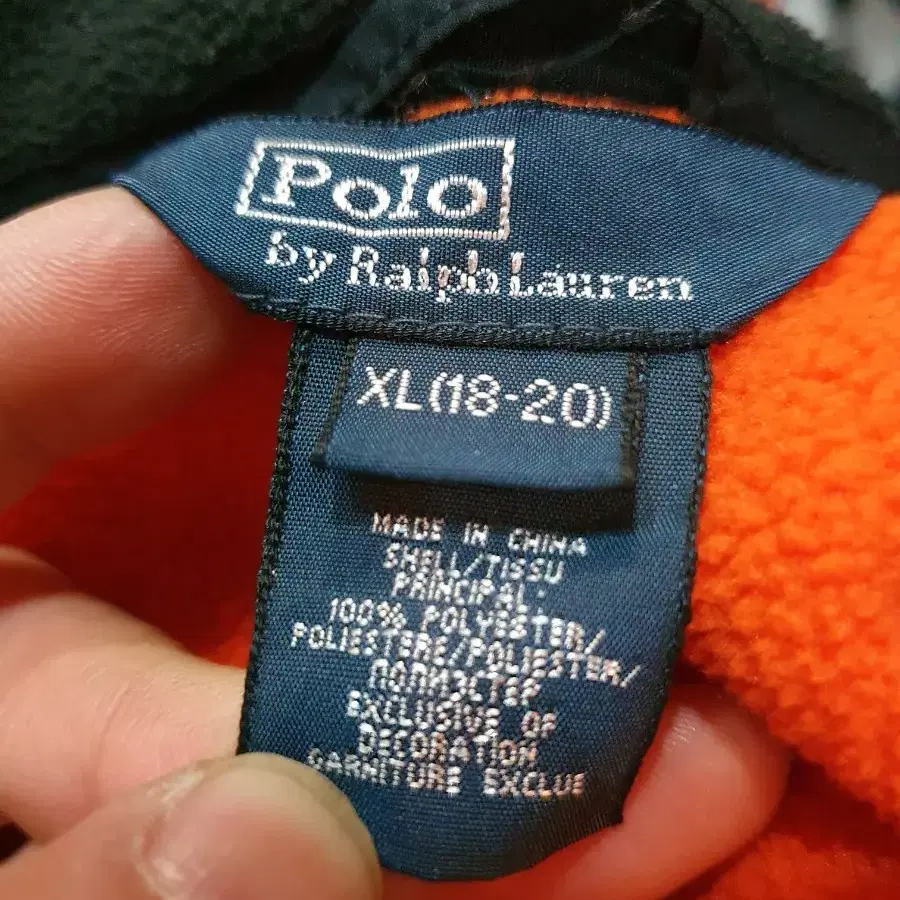 Polo
by Ralph Lauren
XL(18-20)
MADE IN CHINA
SHELL/TISSU
PRINCIPAL:
100% POLYESTER/
POLIESTERE/POLIESTER/
ПОЛИЭСТЕР
EXCLUSIVE OF
DECORATION
GARNITURE EXCLUE